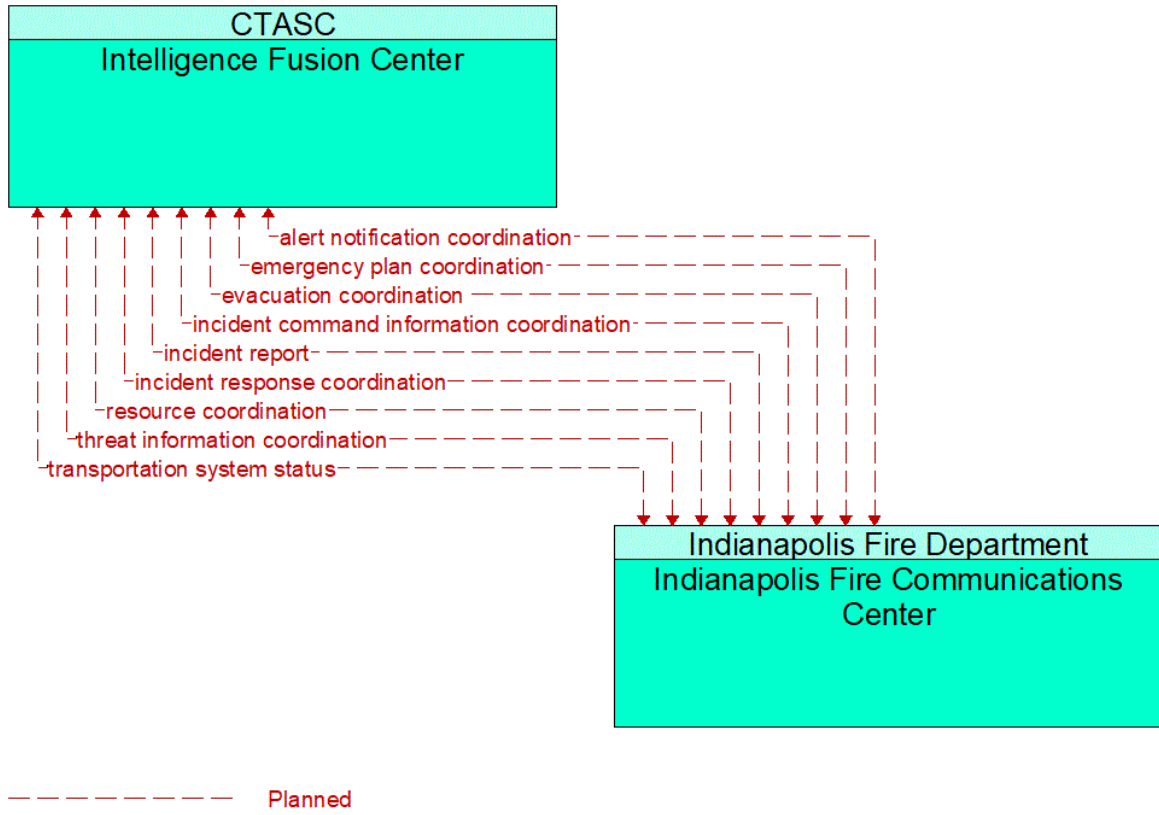 CTASC
Intelligence Fusion Center
alert notification coordination
emergency plan coordination
evacuation coordination
incident command information coordination
incident report
incident response coordination
resource coordination
threat information coordination
transportation system status
Indianapolis Fire Department
Indianapolis Fire Communications
Center
Planned